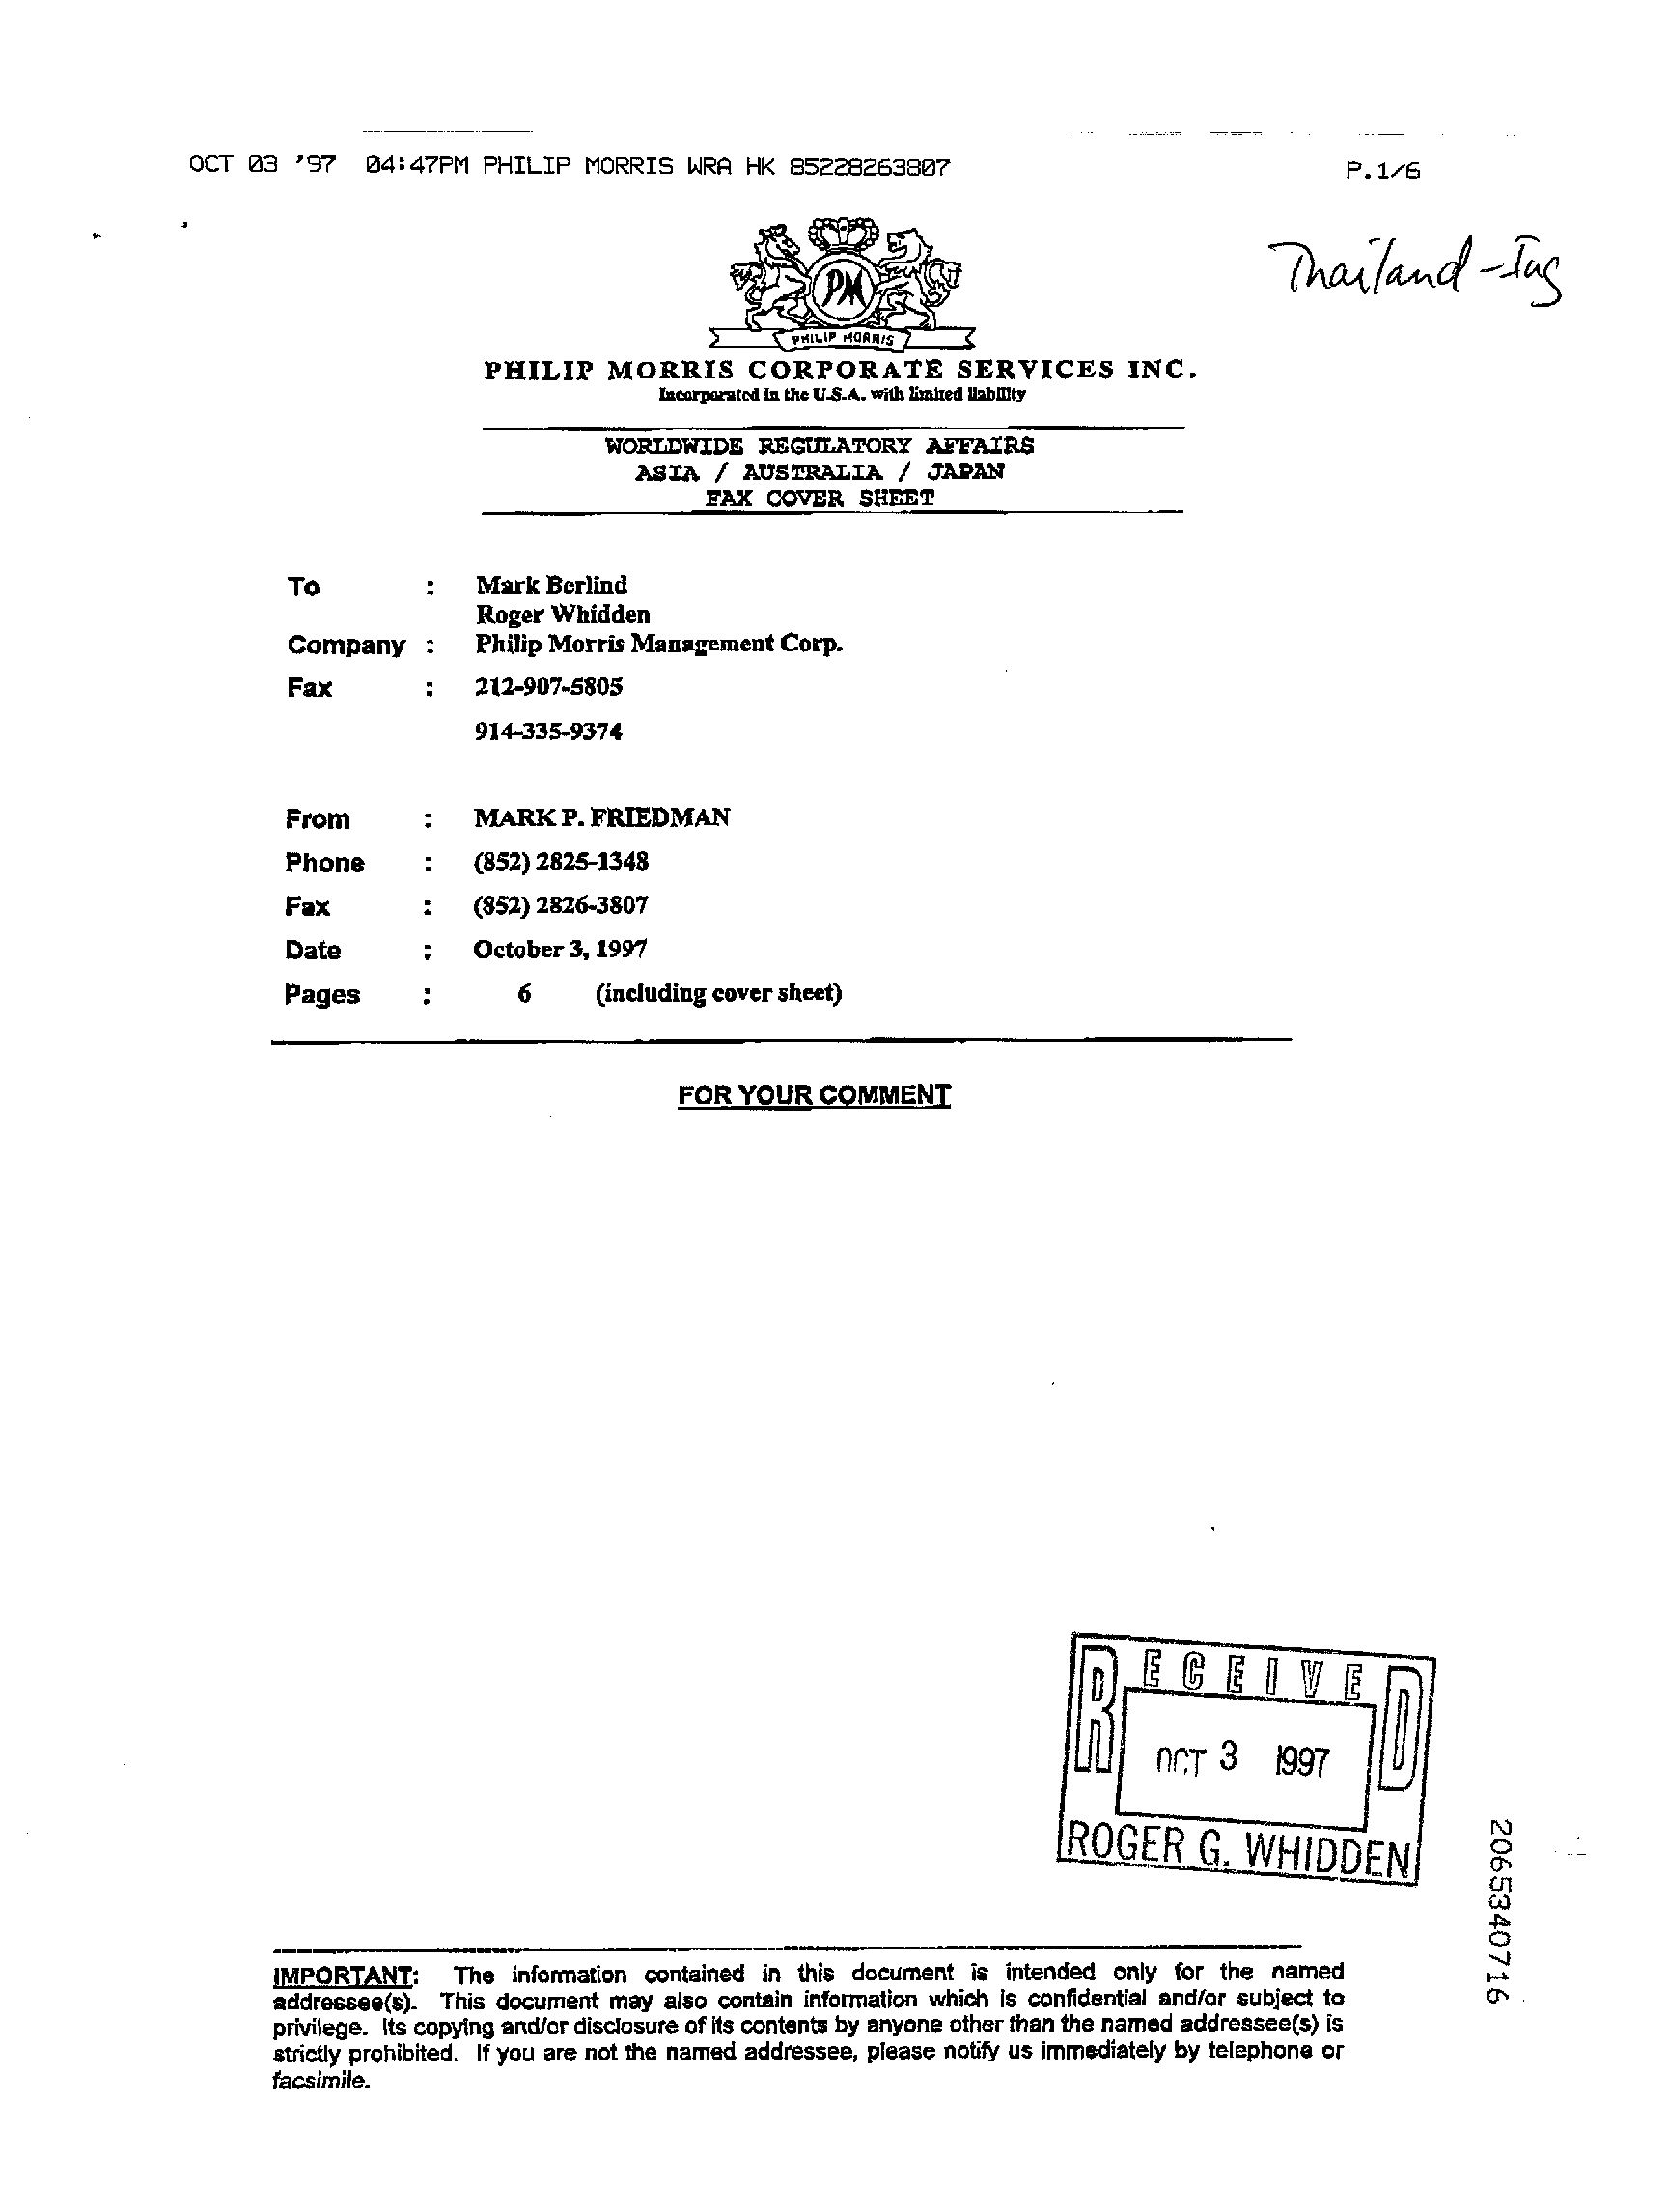 OCT 03 '97 04:47PM PHILIP MORRIS WRA HK 85228263807 P.1/6
Thailand - Ing
PM
PHILIP MORRIS
PHILIP MORRIS CORPORATE SERVICES INC.
Incorporated in the U.S.A. with limited liability
WORLDWIDE REGULATORY AFFAIRS
ASIA / AUSTRALIA / JAPAN
FAX COVER SHEET
To : Mark Berlind
Roger Whidden
Company : Philip Morris Management Corp.
Fax : 212-907-5805
914-335-9374
From : MARK P. FRIEDMAN
Phone : (852) 2825-1348
Fax : (852) 2826-3807
Date : October 3, 1997
Pages : 6 (including cover sheet)
FOR YOUR COMMENT
RECEIVED
OCT 3 1997
ROGER G. WHIDDEN
2065340716
IMPORTANT: The information contained in this document is intended only for the named
addressee(s). This document may also contain information which is confidential and/or subject to
privilege. Its copying and/or disclosure of its contents by anyone other than the named addressee(s) is
strictly prohibited. If you are not the named addressee, please notify us immediately by telephone or
facsimile.